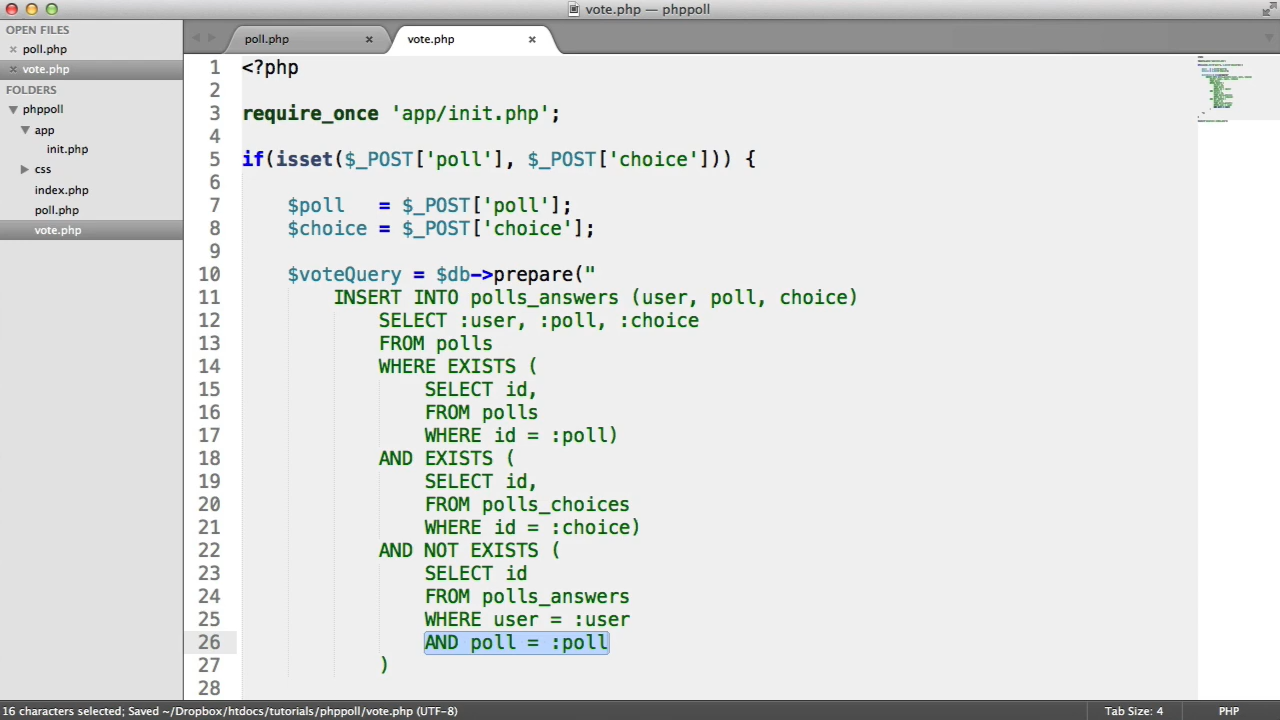 vote.php — phppoll
OPEN FILES
poll.php
vote.php
FOLDERS
phppoll
app
init.php
css
index.php
poll.php
vote.php
poll.php
vote.php
1 <?php
2
3 require_once 'app/init.php';
4
5 if(isset($_POST['poll'], $_POST['choice'])) {
6
7 $poll = $_POST['poll'];
8 $choice = $_POST['choice'];
9
10 $voteQuery = $db->prepare("
11 INSERT INTO polls_answers (user, poll, choice)
12 SELECT :user, :poll, :choice
13 FROM polls
14 WHERE EXISTS (
15 SELECT id,
16 FROM polls
17 WHERE id = :poll)
18 AND EXISTS (
19 SELECT id,
20 FROM polls_choices
21 WHERE id = :choice)
22 AND NOT EXISTS (
23 SELECT id
24 FROM polls_answers
25 WHERE user = :user
26 AND poll = :poll
27 )
28
16 characters selected; Saved ~/Dropbox/htdocs/tutorials/phppoll/vote.php (UTF-8)
Tab Size: 4
PHP